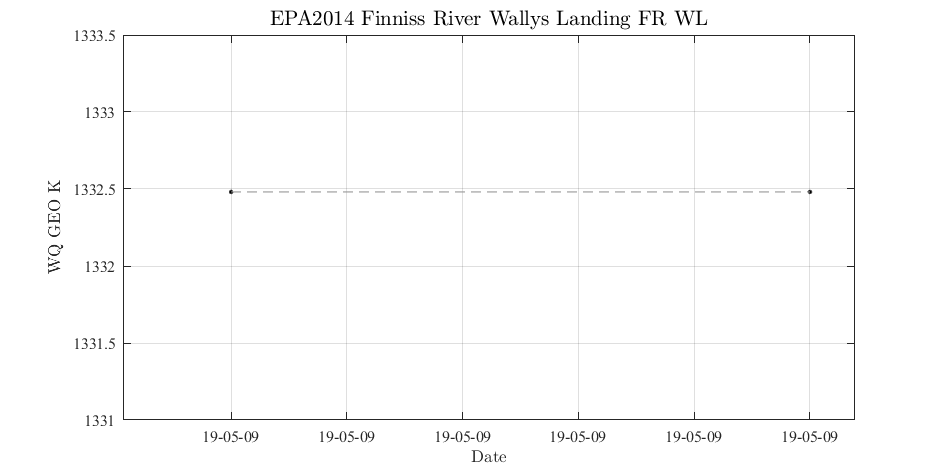 EPA2014 Finniss River Wallys Landing FR WL
1333.5
1333
1332.5
1332
1331.5
1331
WQ GEO K
19-05-09 19-05-09 19-05-09 19-05-09 19-05-09 19-05-09
Date